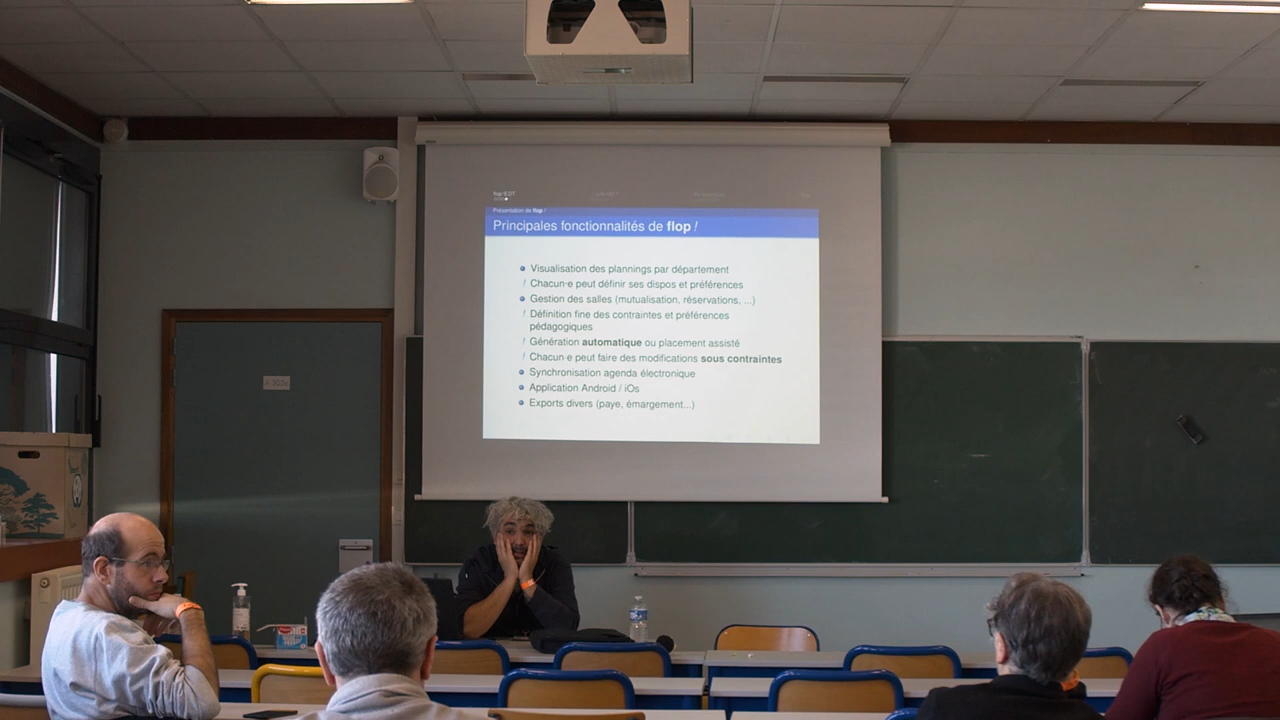 flop!EDT
Présentation de flop!
Principales fonctionnalités de flop!
Visualisation des plannings par département
! Chacun·e peut définir ses dispos et préférences
Gestion des salles (mutualisation, réservations, ...)
! Définition fine des contraintes et préférences
pédagogiques
! Génération automatique ou placement assisté
! Chacun·e peut faire des modifications sous contraintes
Synchronisation agenda électronique
Application Android / iOs
Exports divers (paye, émargement...)